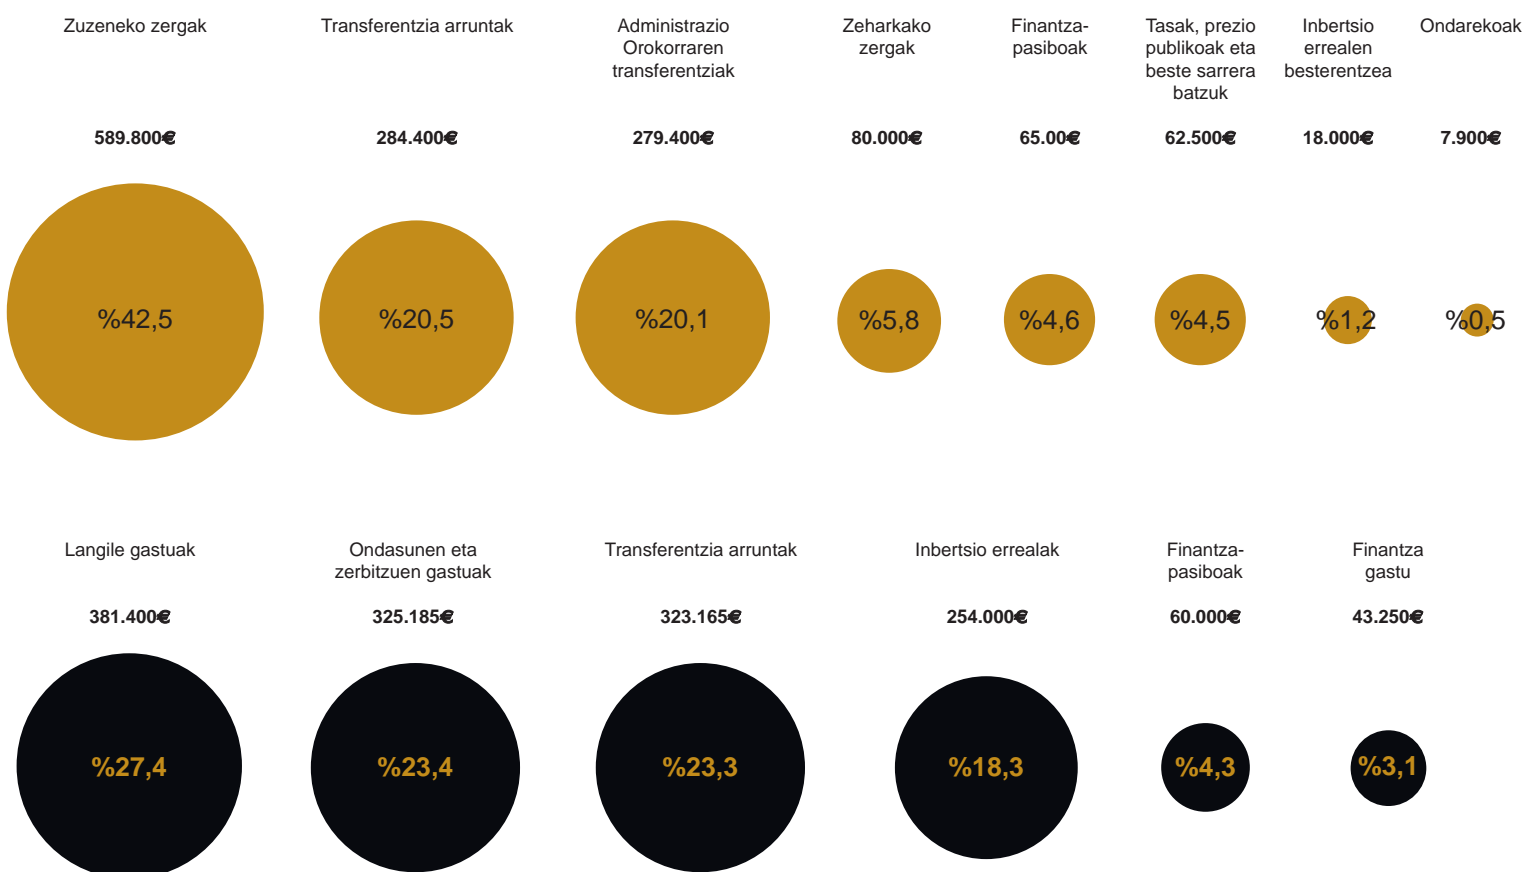 Zuzeneko zergak
Transferentzia arruntak
Administrazio
Orokorraren
transferentziak
Zeharkako
zergak
Finantza-
pasiboak
Tasak, prezio
publikoak eta
beste sarrera
batzuk
Inbertsio
errealen
besterentzea
Ondarekoak
589.800€
284.400€
279.400€
80.000€
65.00€
62.500€
18.000€
7.900€
%42,5
%20,5
%20,1
%5,8
%4,6
%4,5
%1,2
%0,5
Langile gastuak
Ondasunen eta
zerbitzuen gastuak
Transferentzia arruntak
Inbertsio errealak
Finantza-
pasiboak
Finantza
gastu
381.400€
325.185€
323.165€
254.000€
60.000€
43.250€
%27,4
%23,4
%23,3
%18,3
%4,3
%3,1